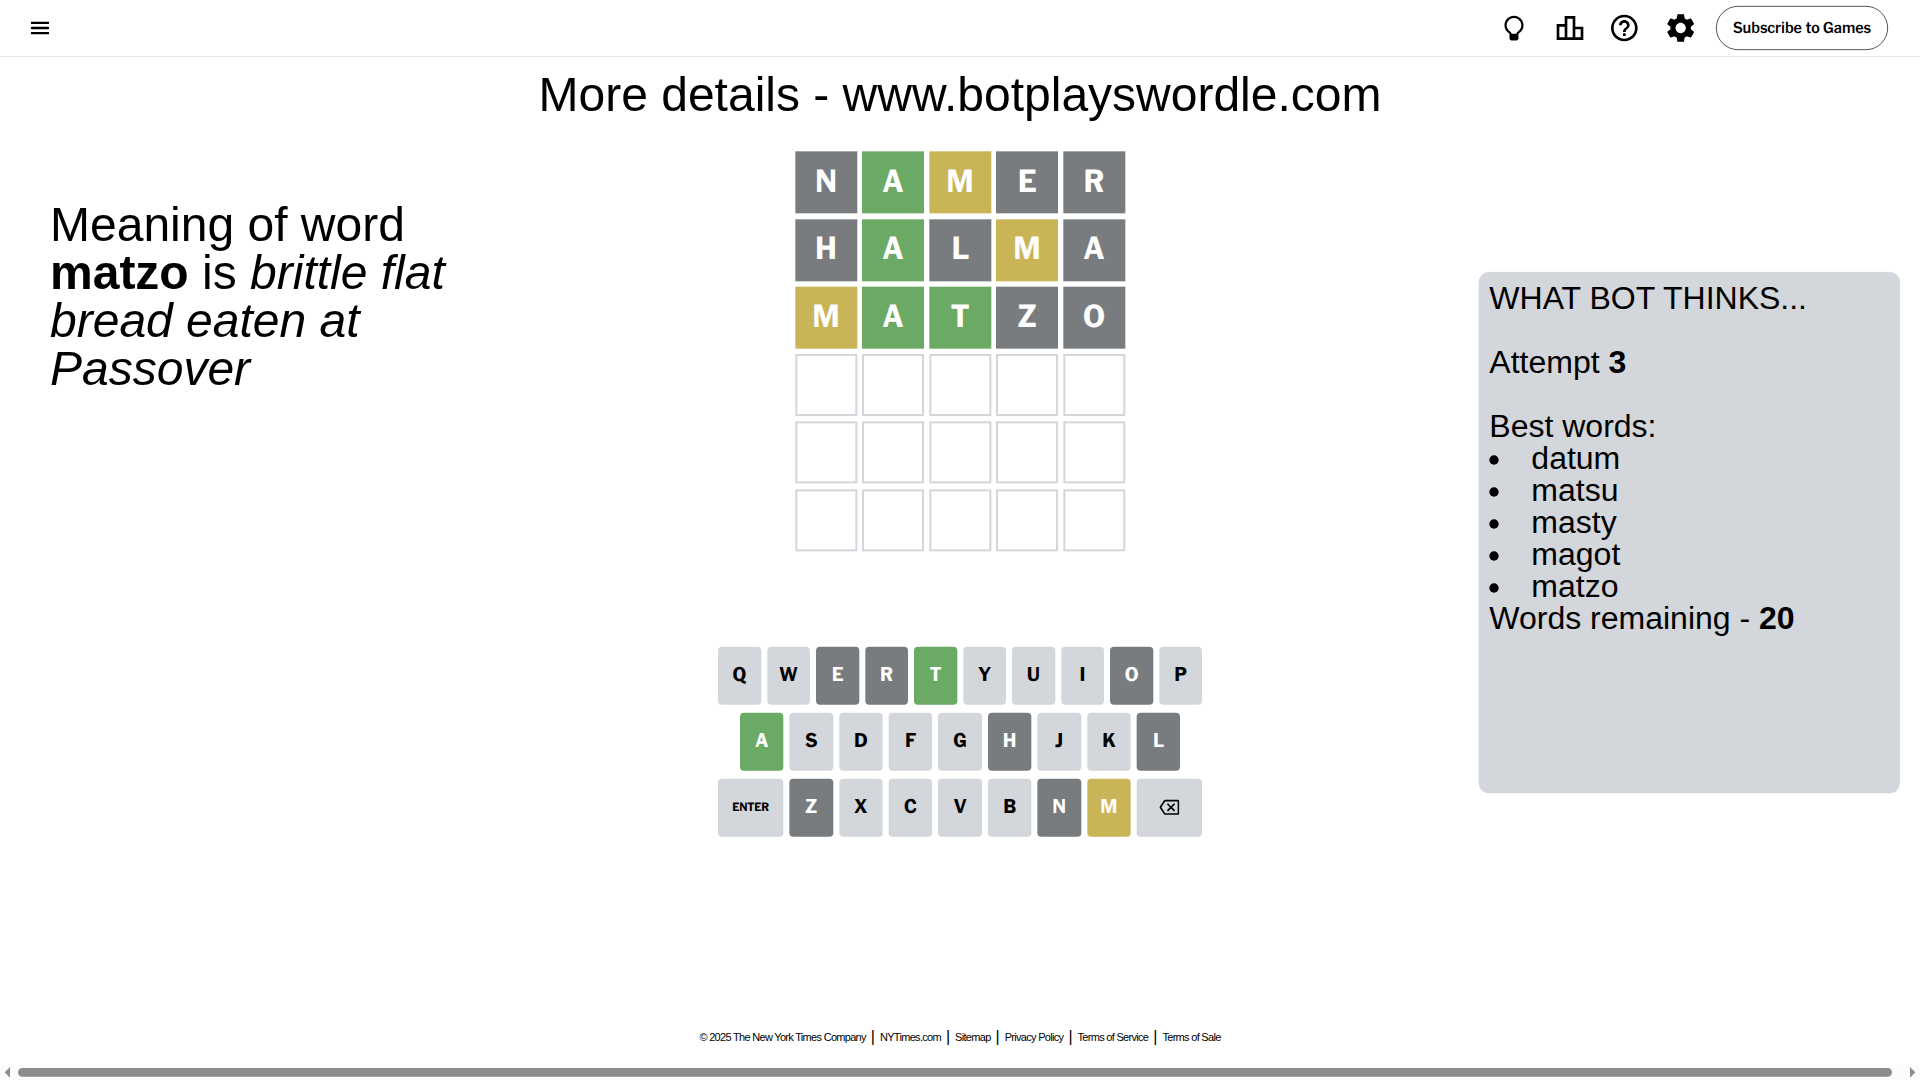 Subscribe to Games
More details - www.botplayswordle.com
Meaning of word
matzo is brittle flat
bread eaten at
Passover
N A M E R
H A L M A
M A T Z O
WHAT BOT THINKS...
Attempt 3
Best words:
• datum
• matsu
• masty
• magot
• matzo
Words remaining - 20
Q W E R T Y U I O P
A S D F G H J K L
ENTER Z X C V B N M
© 2025 The New York Times Company | NYTimes.com | Sitemap | Privacy Policy | Terms of Service | Terms of Sale